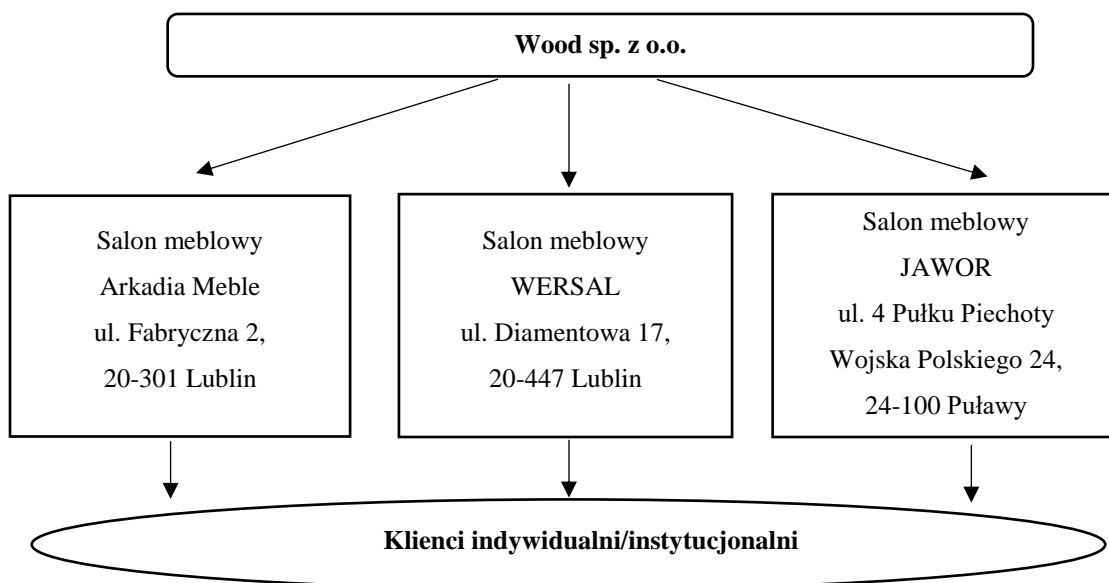 Wood sp. z o.o.
Salon meblowy
Arkadia Meble
ul. Fabryczna 2,
20-301 Lublin
Salon meblowy
WERSAL
ul. Diamentowa 17,
20-447 Lublin
Salon meblowy
JAWOR
ul. 4 Pułku Piechoty
Wojska Polskiego 24,
24-100 Puławy
Klienci indywidualni/instytucjonalni